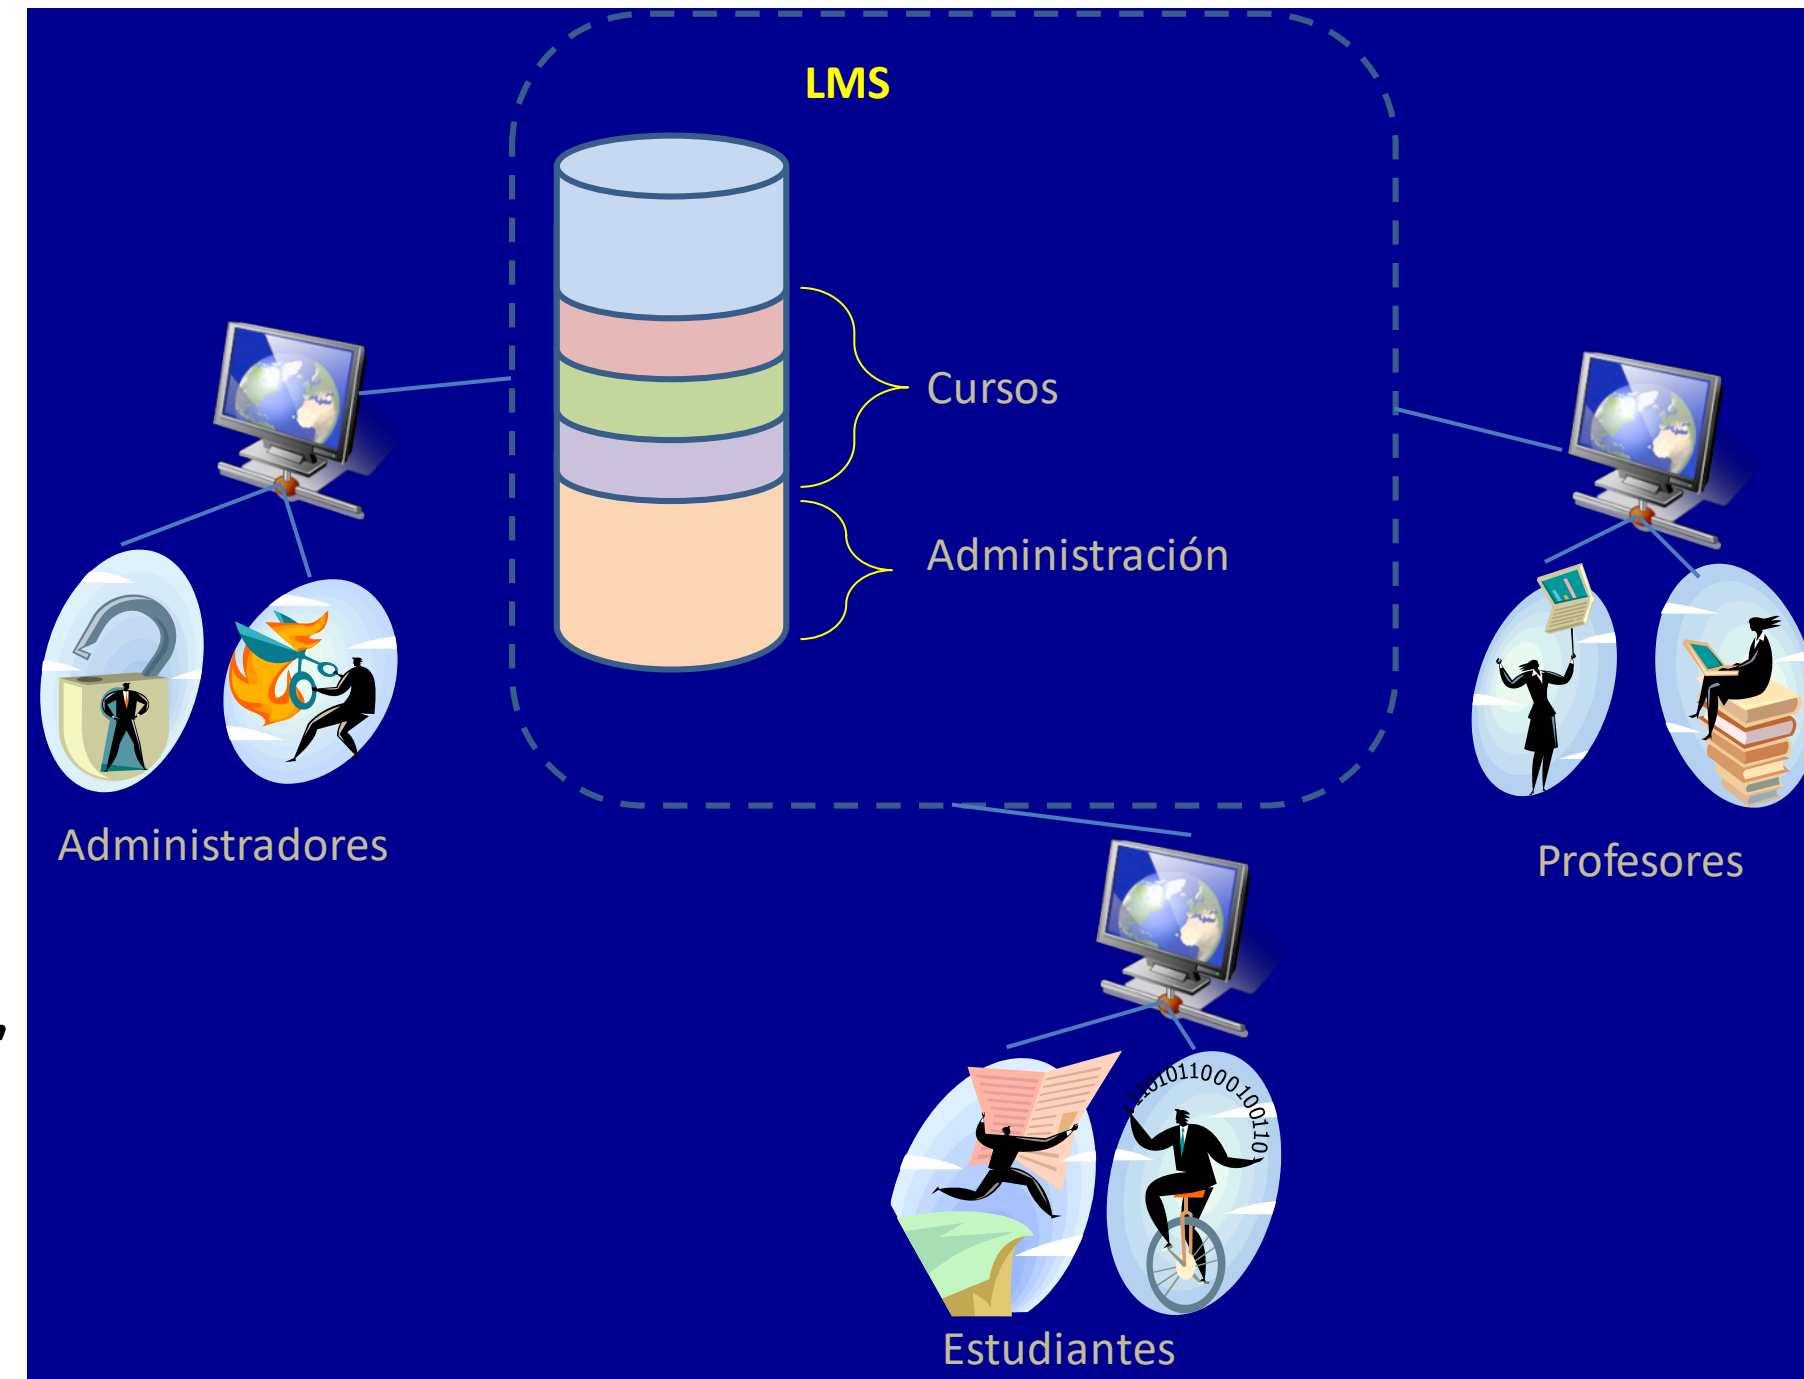 LMS
Cursos
Administración
Administradores
Profesores
Estudiantes